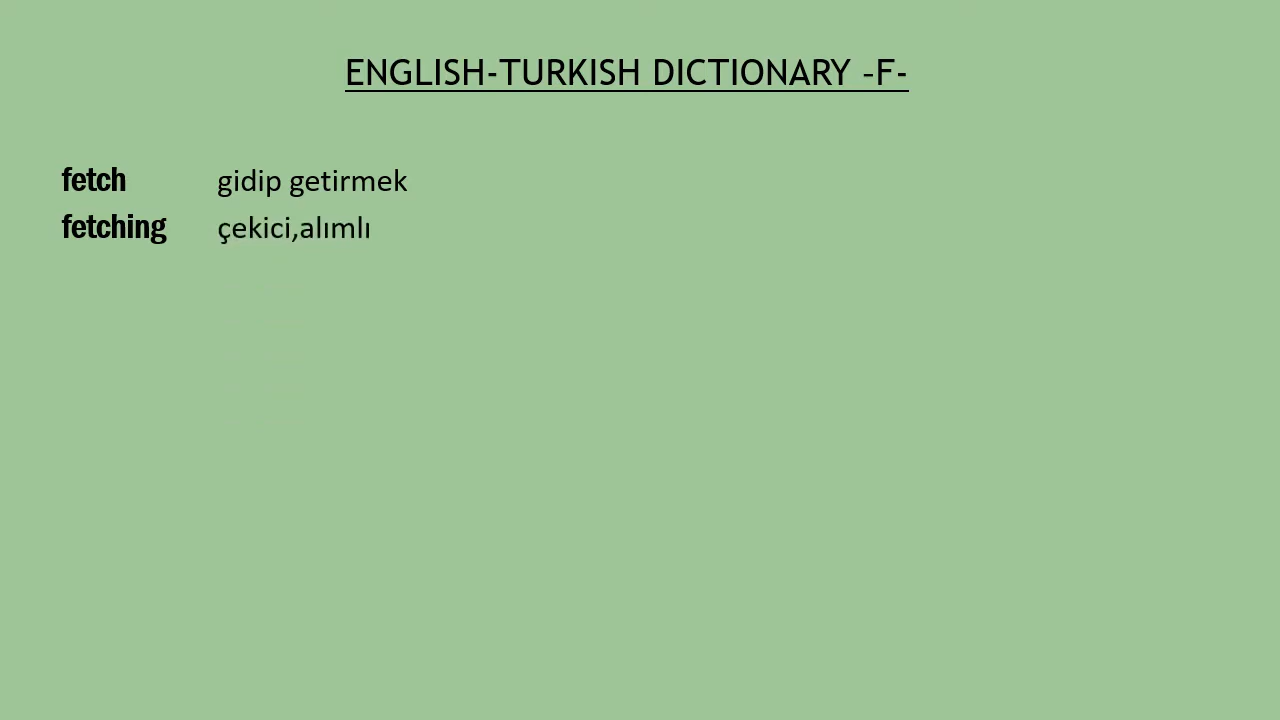 ENGLISH-TURKISH DICTIONARY –F-
fetch gidip getirmek
fetching çekici,alımlı